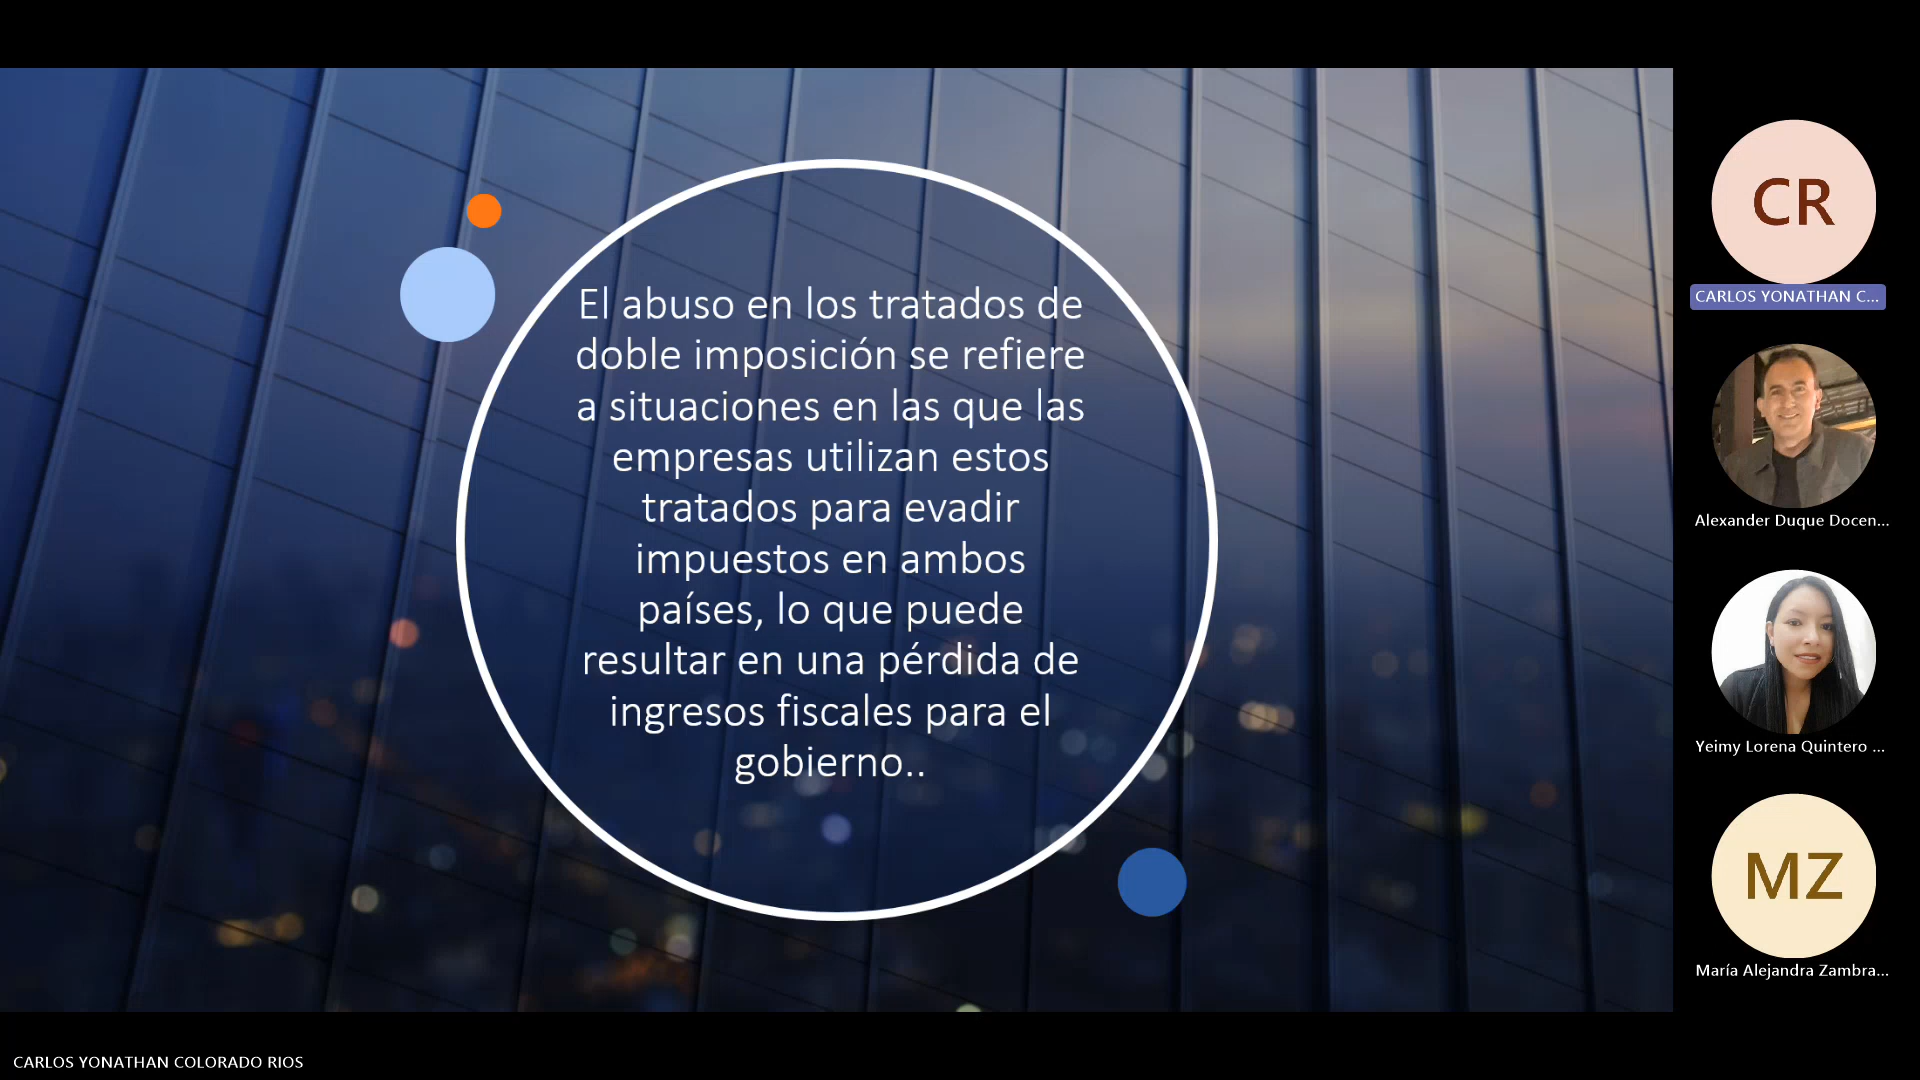 El abuso en los tratados de
doble imposición se refiere
a situaciones en las que las
empresas utilizan estos
tratados para evadir
impuestos en ambos
países, lo que puede
resultar en una pérdida de
ingresos fiscales para el
gobierno..
CR
CARLOS YONATHAN C...
Alexander Duque Docen...
Yeimy Lorena Quintero ...
MZ
María Alejandra Zambra...
CARLOS YONATHAN COLORADO RIOS